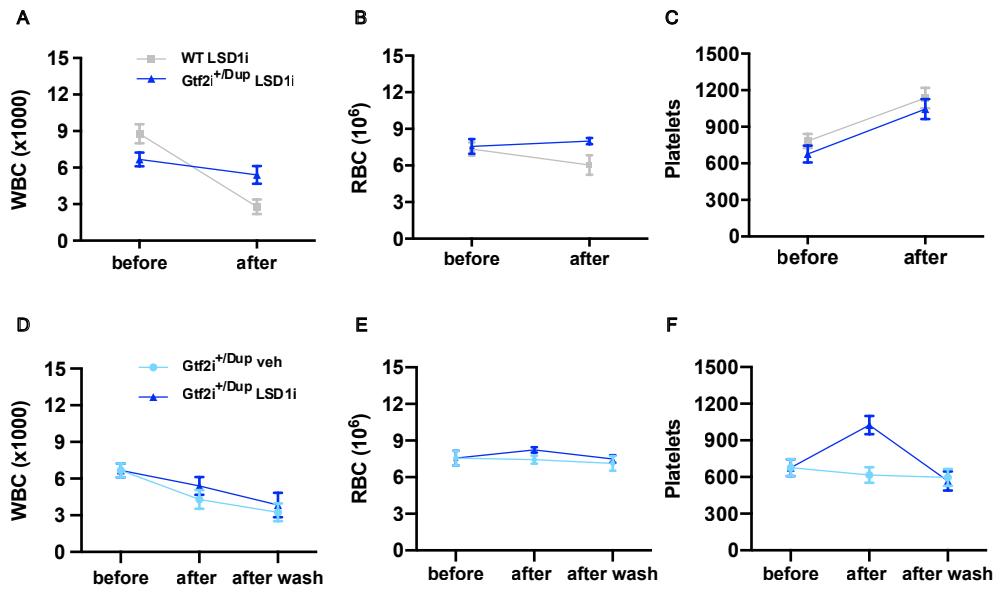 A
B
C
WBC (x1000)
15
12
9
6
3
0
WT LSD1i
Gtf2i+/Dup LSD1i
before
after
RBC (10⁶)
15
12
9
6
3
0
before
after
Platelets
1500
1200
900
600
300
0
before
after
D
E
F
WBC (x1000)
15
12
9
6
3
0
Gtf2i+/Dup veh
Gtf2i+/Dup LSD1i
before
after
after wash
RBC (10⁶)
15
12
9
6
3
0
before
after
after wash
Platelets
1500
1200
900
600
300
0
before
after
after wash